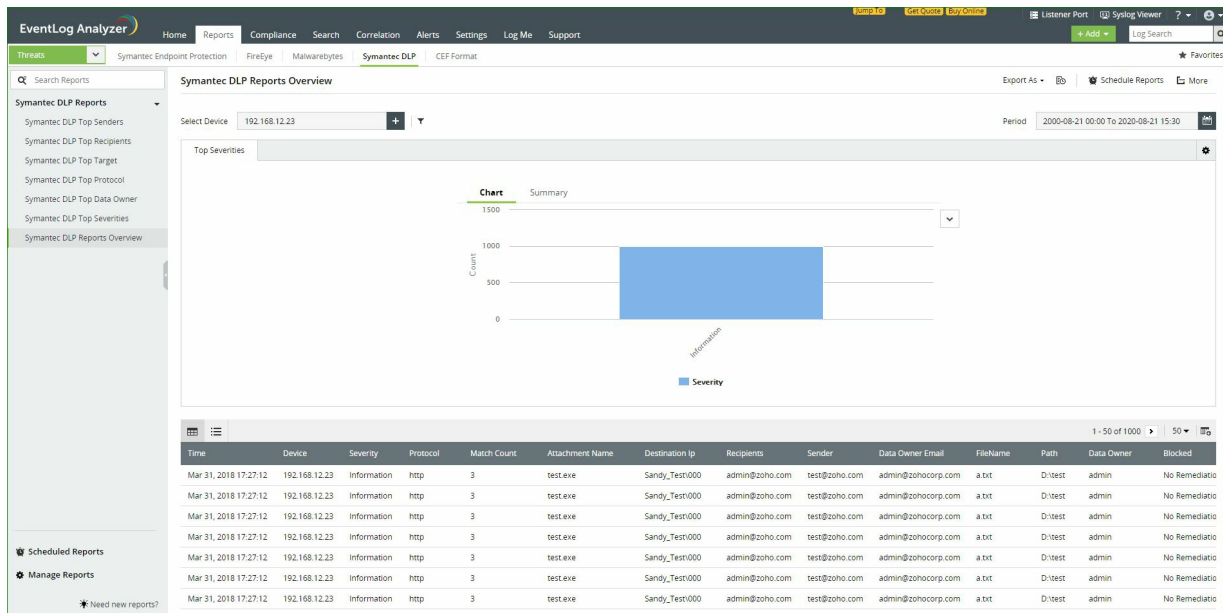 Jump To Get Quote Buy Online Listener Port Syslog Viewer ?
EventLog Analyzer
Home Reports Compliance Search Correlation Alerts Settings Log Me Support + Add Log Search
Threats Symantec Endpoint Protection FireEye Malwarebytes Symantec DLP CEF Format Favorites
Search Reports
Symantec DLP Reports
Symantec DLP Top Senders
Symantec DLP Top Recipients
Symantec DLP Top Target
Symantec DLP Top Protocol
Symantec DLP Top Data Owner
Symantec DLP Top Severities
Symantec DLP Reports Overview
Scheduled Reports
Manage Reports
Need new reports?
Symantec DLP Reports Overview Export As Schedule Reports More
Select Device 192.168.12.23 + Period 2000-08-21 00:00 To 2020-08-21 15:30
Top Severities
Chart Summary
1500
1000
500
0
Count
Information
Severity
1 - 50 of 1000 50
Time Device Severity Protocol Match Count Attachment Name Destination Ip Recipients Sender Data Owner Email FileName Path Data Owner Blocked
Mar 31, 2018 17:27:12 192.168.12.23 Information http 3 test.exe Sandy_Test\000 admin@zoho.com test@zoho.com admin@zohocorp.com a.txt D:\test admin No Remediatio
Mar 31, 2018 17:27:12 192.168.12.23 Information http 3 test.exe Sandy_Test\000 admin@zoho.com test@zoho.com admin@zohocorp.com a.txt D:\test admin No Remediatio
Mar 31, 2018 17:27:12 192.168.12.23 Information http 3 test.exe Sandy_Test\000 admin@zoho.com test@zoho.com admin@zohocorp.com a.txt D:\test admin No Remediatio
Mar 31, 2018 17:27:12 192.168.12.23 Information http 3 test.exe Sandy_Test\000 admin@zoho.com test@zoho.com admin@zohocorp.com a.txt D:\test admin No Remediatio
Mar 31, 2018 17:27:12 192.168.12.23 Information http 3 test.exe Sandy_Test\000 admin@zoho.com test@zoho.com admin@zohocorp.com a.txt D:\test admin No Remediatio
Mar 31, 2018 17:27:12 192.168.12.23 Information http 3 test.exe Sandy_Test\000 admin@zoho.com test@zoho.com admin@zohocorp.com a.txt D:\test admin No Remediatio
Mar 31, 2018 17:27:12 192.168.12.23 Information http 3 test.exe Sandy_Test\000 admin@zoho.com test@zoho.com admin@zohocorp.com a.txt D:\test admin No Remediatio